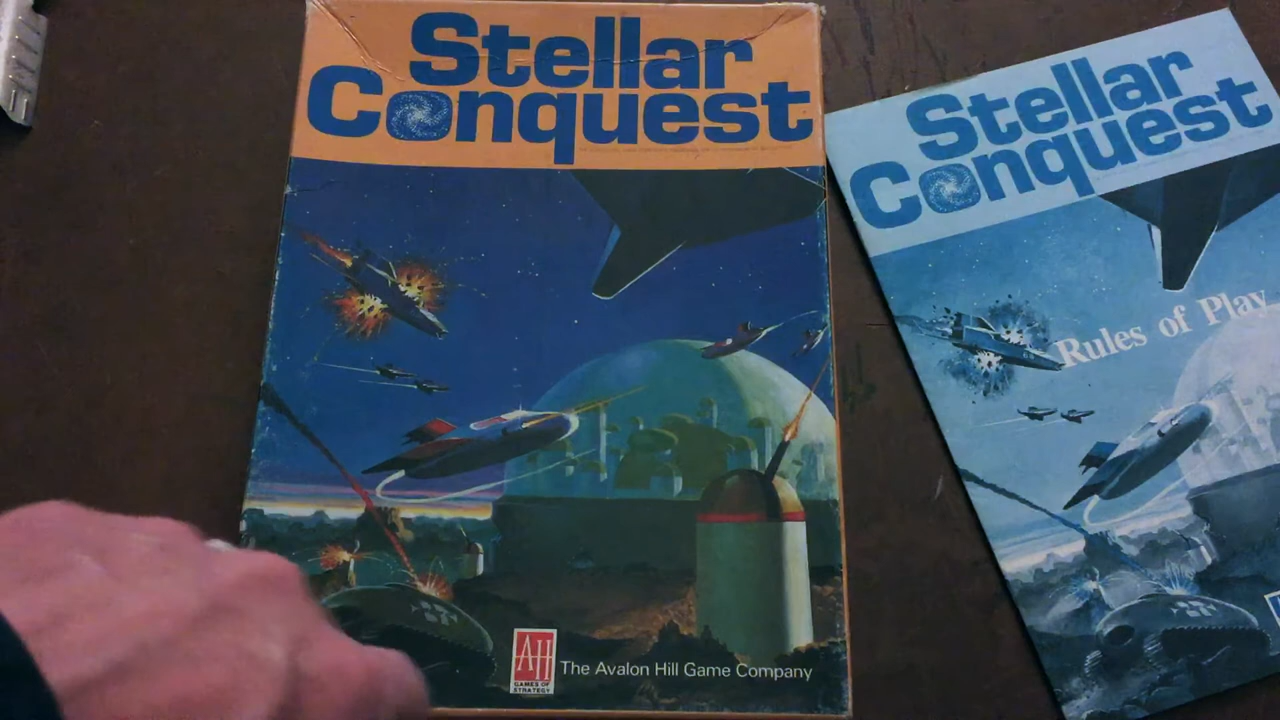 Stellar
Conquest
AH
GAMES OF
STRATEGY
The Avalon Hill Game Company
Stellar
Conquest
Rules of Play